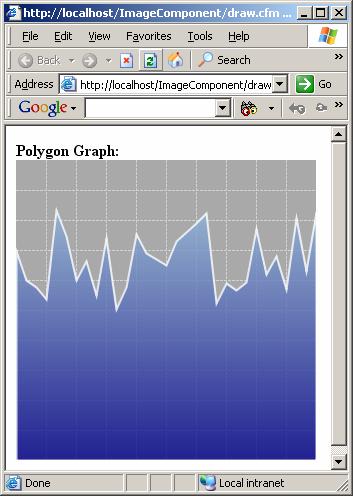 http://localhost/ImageComponent/draw.cfm ...
File Edit View Favorites Tools Help
Back Search
Address http://localhost/ImageComponent/draw Go
Google
Polygon Graph:
Done Local intranet